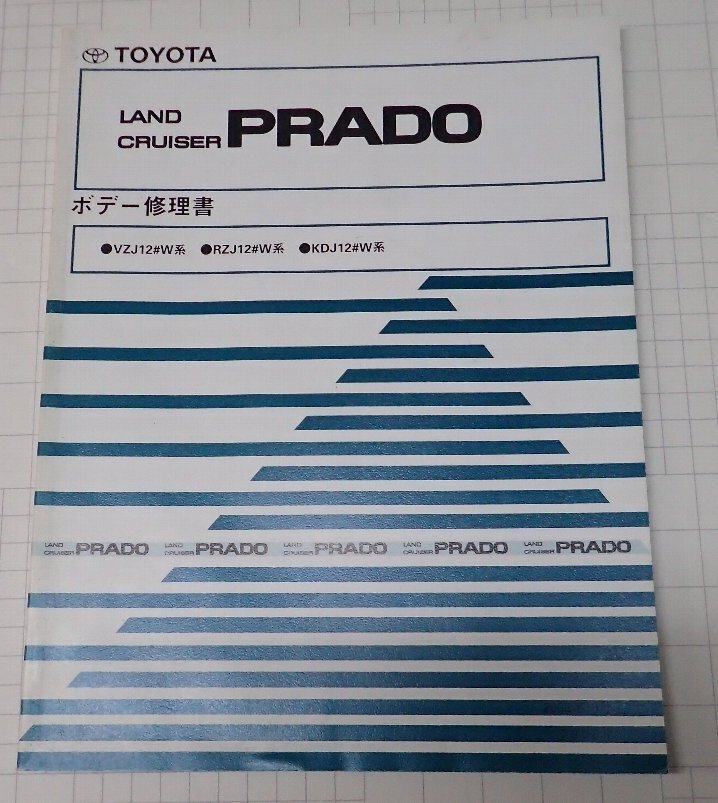 TOYOTA
LAND
CRUISER PRADO
ボデー修理書
●VZJ12#W系 ●RZJ12#W系 ●KDJ12#W系
LAND CRUISER PRADO LAND CRUISER PRADO LAND CRUISER PRADO LAND CRUISER PRADO LAND CRUISER PRADO